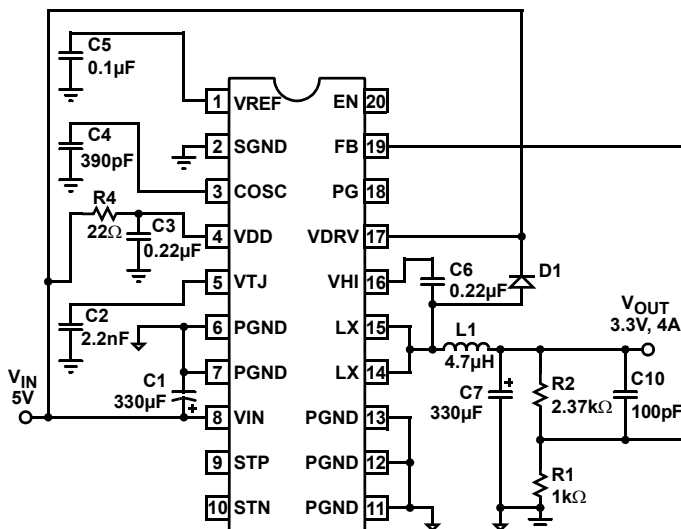 C5
0.1µF
1 VREF EN 20
C4
390pF
2 SGND FB 19
3 COSC PG 18
R4
22Ω
C3
0.22µF
4 VDD VDRV 17
5 VTJ VHI 16
C6
0.22µF
D1
C2
2.2nF
6 PGND LX 15
L1
4.7µH
VOUT
3.3V, 4A
7 PGND LX 14
C1
330µF
VIN
5V
8 VIN PGND 13
C7
330µF
R2
2.37kΩ
C10
100pF
9 STP PGND 12
10 STN PGND 11
R1
1kΩ